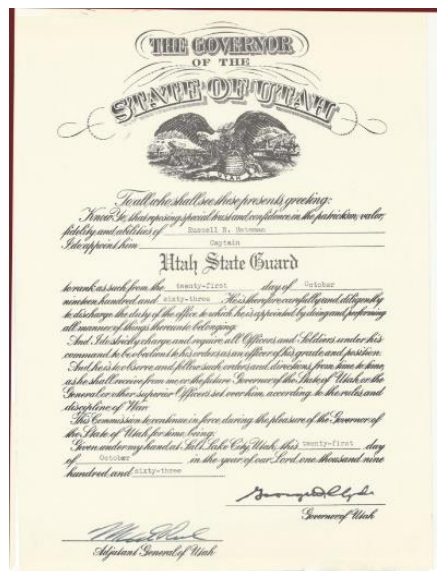 THE GOVERNOR
OF THE
STATE OF UTAH
To all who shall see these presents, greeting:
Know Ye, that reposing special trust and confidence in the patriotism, valor,
fidelity and abilities of Russell R.
I do appoint him Captain
Utah State Guard
to rank as such from the twenty-first day of October
nineteen hundred and sixty-three He is therefore carefully and diligently
to discharge the duty of the office to which he is appointed by doing and performing
all manner of things thereunto belonging.
And I do strictly charge and require all Officers and Soldiers under his
command to be obedient to his orders as an officer of his grade and position.
And he is to observe and follow such orders and directions, from time to time,
as he shall receive from me or the future Governor of the State of Utah, or the
General or other superior Officers set over him, according to the rules and
discipline of War.
This Commission to continue in force during the pleasure of the Governor of
the State of Utah for time being.
Given under my hand at Salt Lake City, Utah, this twenty-first day
of October in the year of our Lord, one thousand nine
hundred and sixty-three
George D. Clyde
Governor of Utah
Adjutant General of Utah